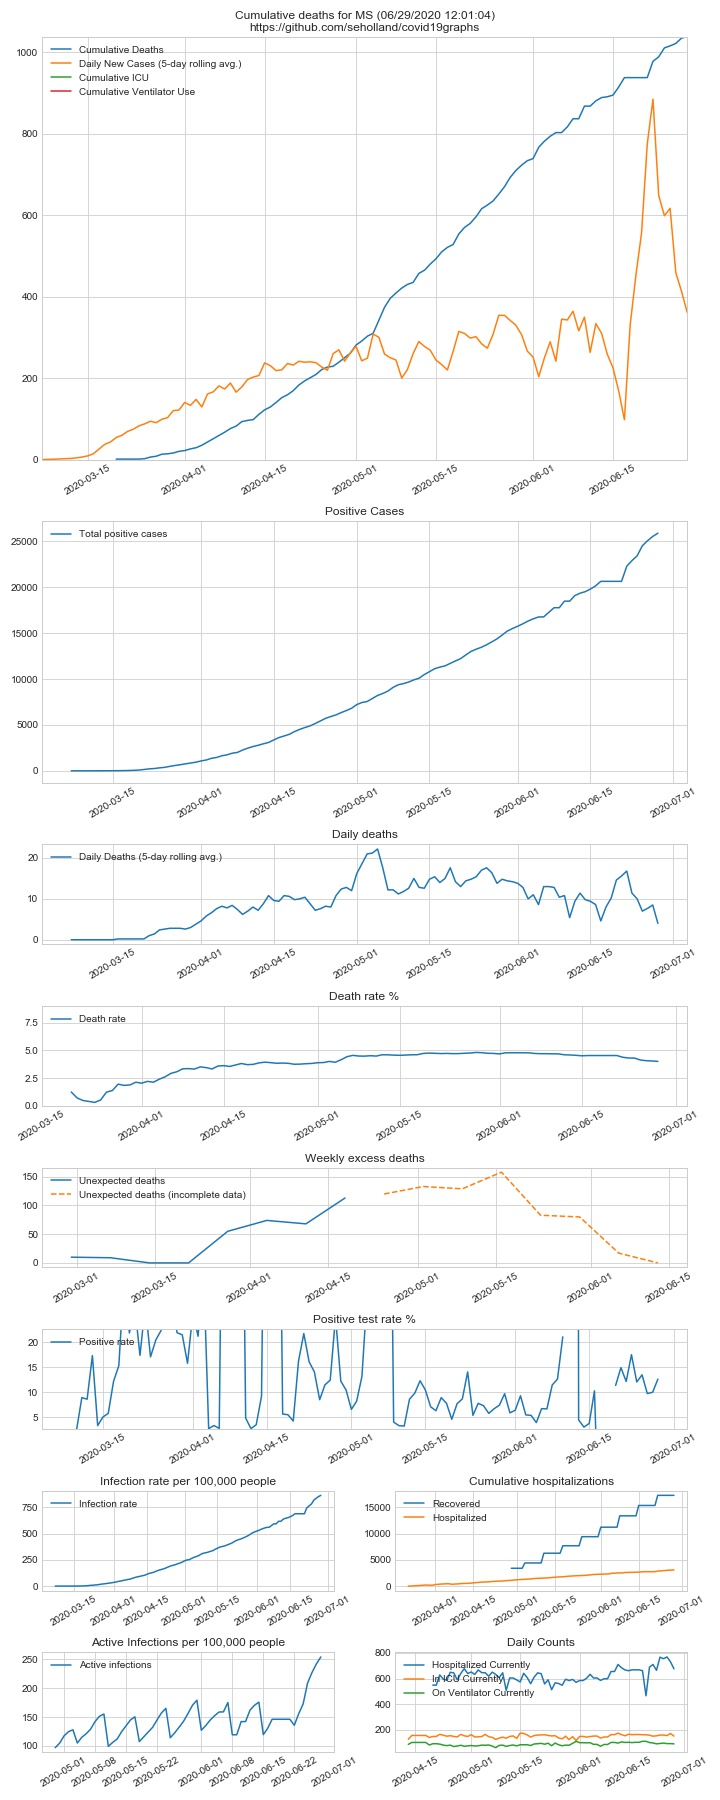 Cumulative deaths for MS (06/29/2020 12:01:04)
https://github.com/seholland/covid19graphs
Cumulative Deaths
Daily New Cases (5-day rolling avg.)
Cumulative ICU
Cumulative Ventilator Use
1000
800
600
400
200
0
2020-03-15 2020-04-01 2020-04-15 2020-05-01 2020-05-15 2020-06-01 2020-06-15
Positive Cases
Total positive cases
25000
20000
15000
10000
5000
0
2020-03-15 2020-04-01 2020-04-15 2020-05-01 2020-05-15 2020-06-01 2020-06-15 2020-07-01
Daily deaths
Daily Deaths (5-day rolling avg.)
20
10
0
2020-03-15 2020-04-01 2020-04-15 2020-05-01 2020-05-15 2020-06-01 2020-06-15 2020-07-01
Death rate %
Death rate
7.5
5.0
2.5
0.0
2020-03-15 2020-04-01 2020-04-15 2020-05-01 2020-05-15 2020-06-01 2020-06-15 2020-07-01
Weekly excess deaths
Unexpected deaths
Unexpected deaths (incomplete data)
150
100
50
0
2020-03-01 2020-03-15 2020-04-01 2020-04-15 2020-05-01 2020-05-15 2020-06-01 2020-06-15
Positive test rate %
Positive rate
20
15
10
5
2020-03-15 2020-04-01 2020-04-15 2020-05-01 2020-05-15 2020-06-01 2020-06-15 2020-07-01
Infection rate per 100,000 people
Infection rate
750
500
250
0
2020-03-15 2020-04-01 2020-04-15 2020-05-01 2020-05-15 2020-06-01 2020-06-15 2020-07-01
Cumulative hospitalizations
Recovered
Hospitalized
15000
10000
5000
0
2020-04-01 2020-04-15 2020-05-01 2020-05-15 2020-06-01 2020-06-15 2020-07-01
Active Infections per 100,000 people
Active infections
250
200
150
100
2020-05-01 2020-05-08 2020-05-15 2020-05-22 2020-06-01 2020-06-08 2020-06-15 2020-06-22 2020-07-01
Daily Counts
Hospitalized Currently
In ICU Currently
On Ventilator Currently
800
600
400
200
2020-04-15 2020-05-01 2020-05-15 2020-06-01 2020-06-15 2020-07-01